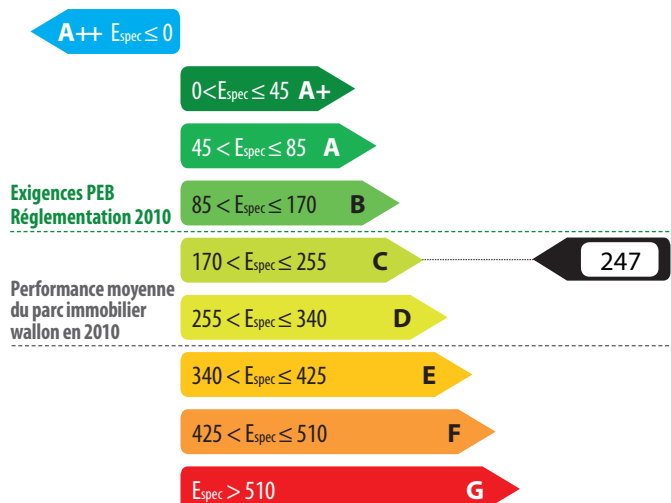 A++ Espec ≤ 0
0<Espec ≤ 45 A+
45 < Espec ≤ 85 A
Exigences PEB
Réglementation 2010
85 < Espec ≤ 170 B
170 < Espec ≤ 255 C
247
Performance moyenne
du parc immobilier
wallon en 2010
255 < Espec ≤ 340 D
340 < Espec ≤ 425 E
425 < Espec ≤ 510 F
Espec > 510 G